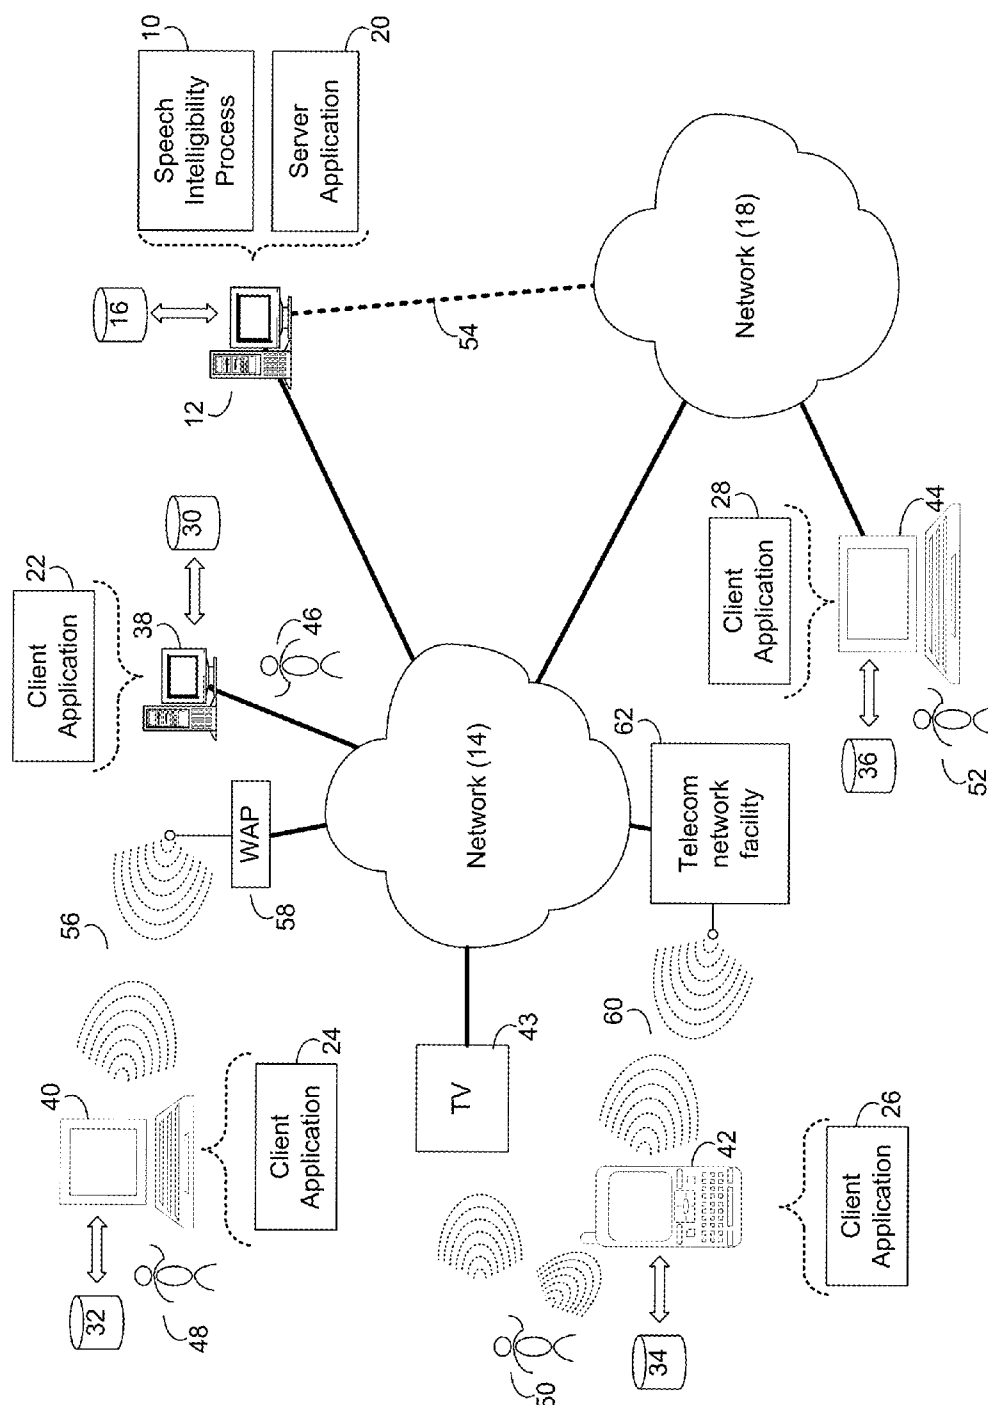 32
48
40
Client
Application
24
56
WAP
58
Client
Application
22
38
30
46
12
16
Speech
Intelligibility
Process
10
Server
Application
20
TV
43
Network (14)
54
50
34
42
60
Telecom
network
facility
62
Client
Application
26
Client
Application
28
36
52
44
Network (18)